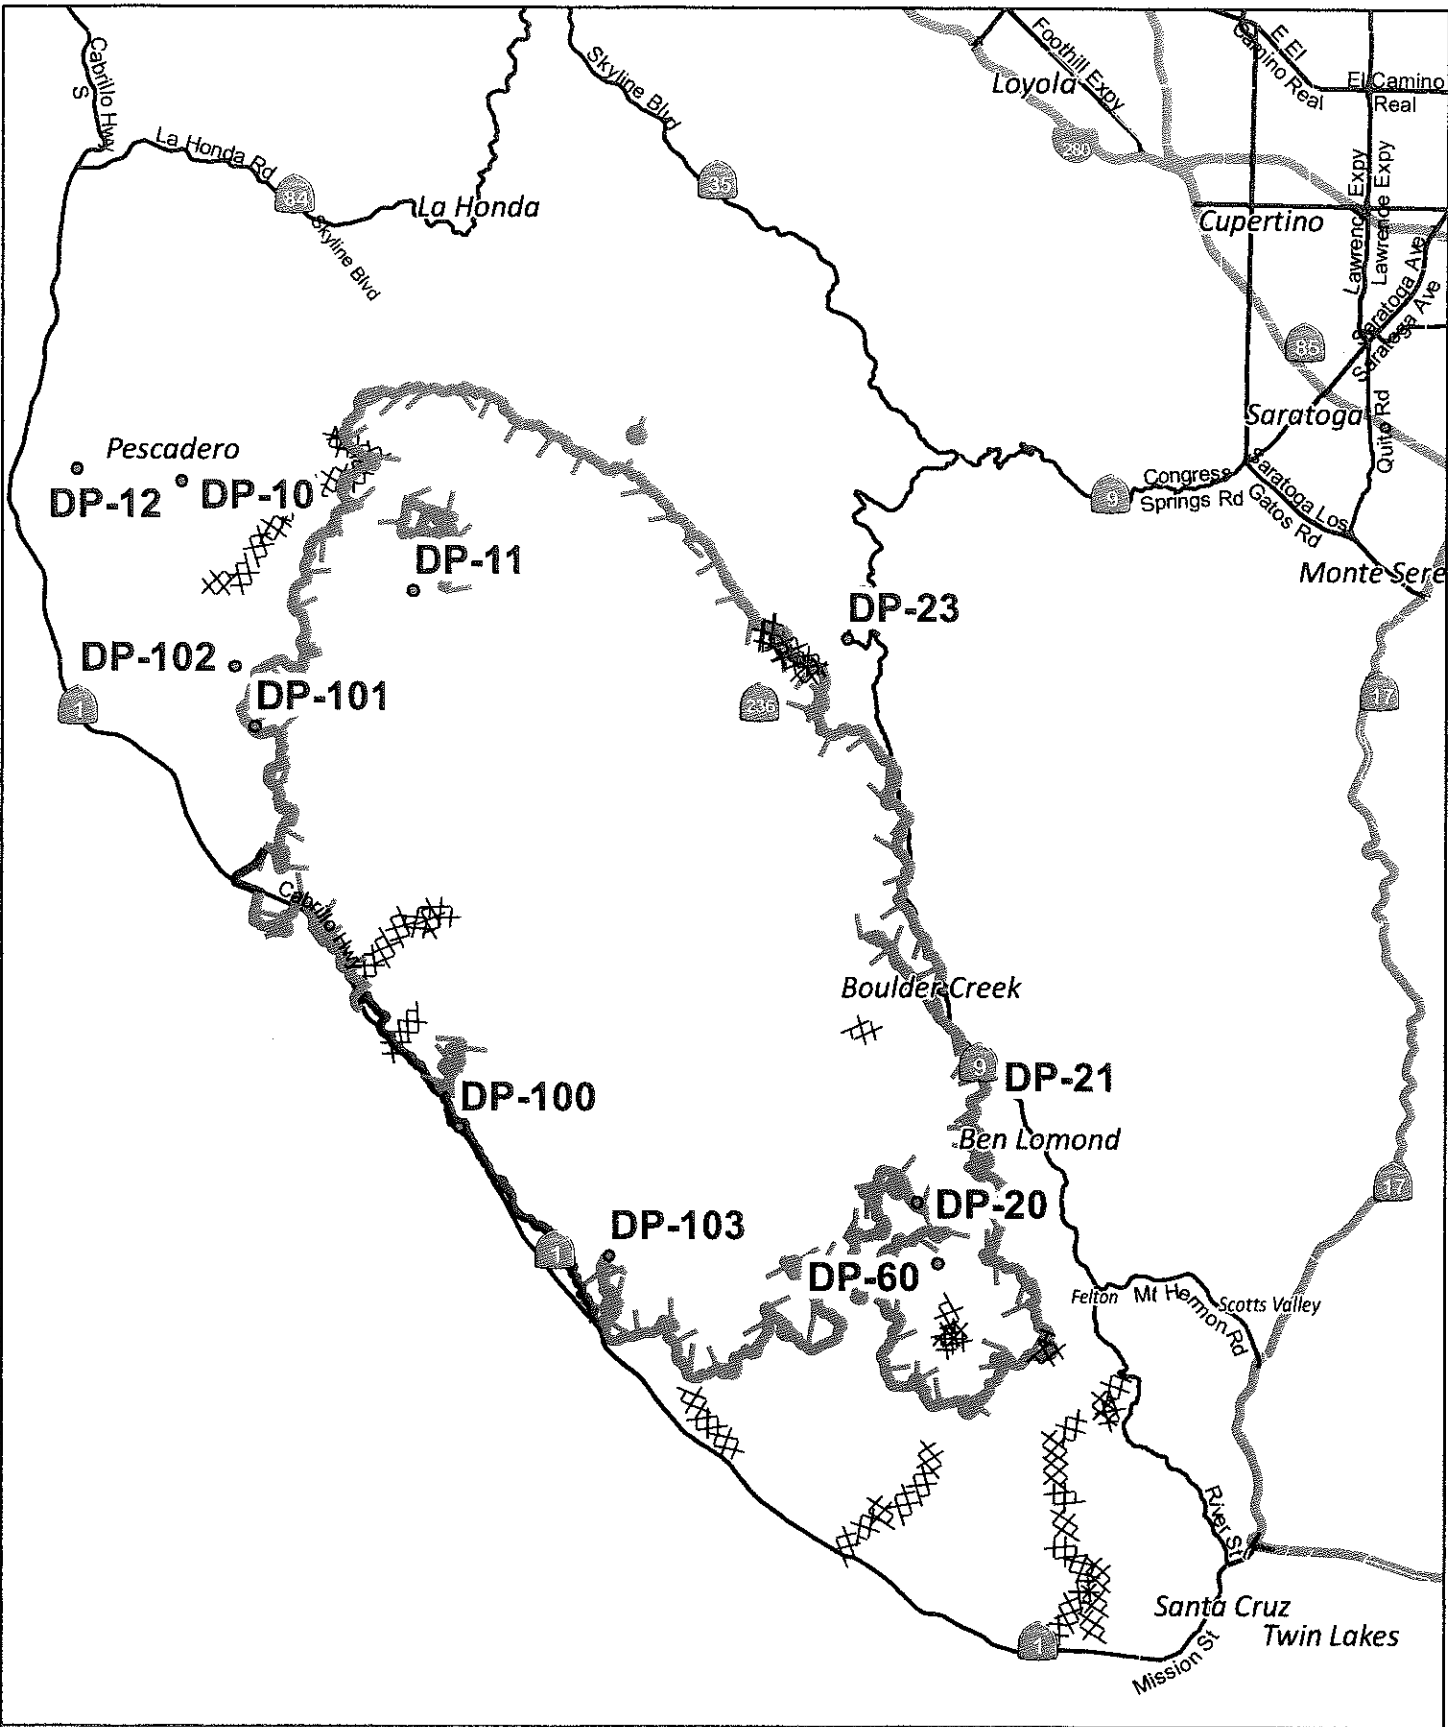 Cabrillo Hwy
S
La Honda Rd
84
Skyline Blvd
La Honda
Skyline Blvd
35
Foothill Expy
Loyola
280
E El
Camino Real
El Camino
Real
Lawrence Expy
Lawrence Expy
Cupertino
85
Saratoga Ave
Saratoga Ave
Saratoga
Quito Rd
Congress
Springs Rd
9
Saratoga Los
Gatos Rd
Monte Sere
Pescadero
DP-12
DP-10
DP-11
DP-23
DP-102
DP-101
1
236
17
Cabrillo Hwy
Boulder Creek
9
DP-21
DP-100
Ben Lomond
17
DP-20
DP-103
1
DP-60
Felton
Mt Hermon Rd
Scotts Valley
River St
Santa Cruz
Twin Lakes
1
Mission St